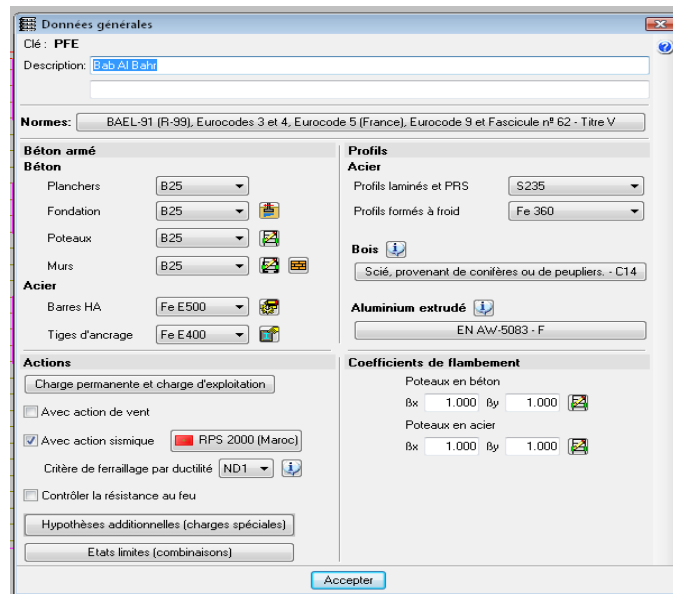 Données générales
Clé : PFE
Description: Bab Al Bahr
Normes: BAEL-91 (R-99), Eurocodes 3 et 4, Eurocode 5 (France), Eurocode 9 et Fascicule nº 62 - Titre V
Béton armé
Béton
Planchers B25
Fondation B25
Poteaux B25
Murs B25
Acier
Barres HA Fe E500
Tiges d'ancrage Fe E400
Profils
Acier
Profils laminés et PRS S235
Profils formés à froid Fe 360
Bois
Scié, provenant de conifères ou de peupliers. - C14
Aluminium extrudé
EN AW-5083 - F
Actions
Charge permanente et charge d'exploitation
Avec action de vent
Avec action sismique RPS 2000 (Maroc)
Critère de ferraillage par ductilité ND1
Contrôler la résistance au feu
Hypothèses additionnelles (charges spéciales)
Etats limites (combinaisons)
Coefficients de flambement
Poteaux en béton
ßx 1.000 ßy 1.000
Poteaux en acier
ßx 1.000 ßy 1.000
Accepter